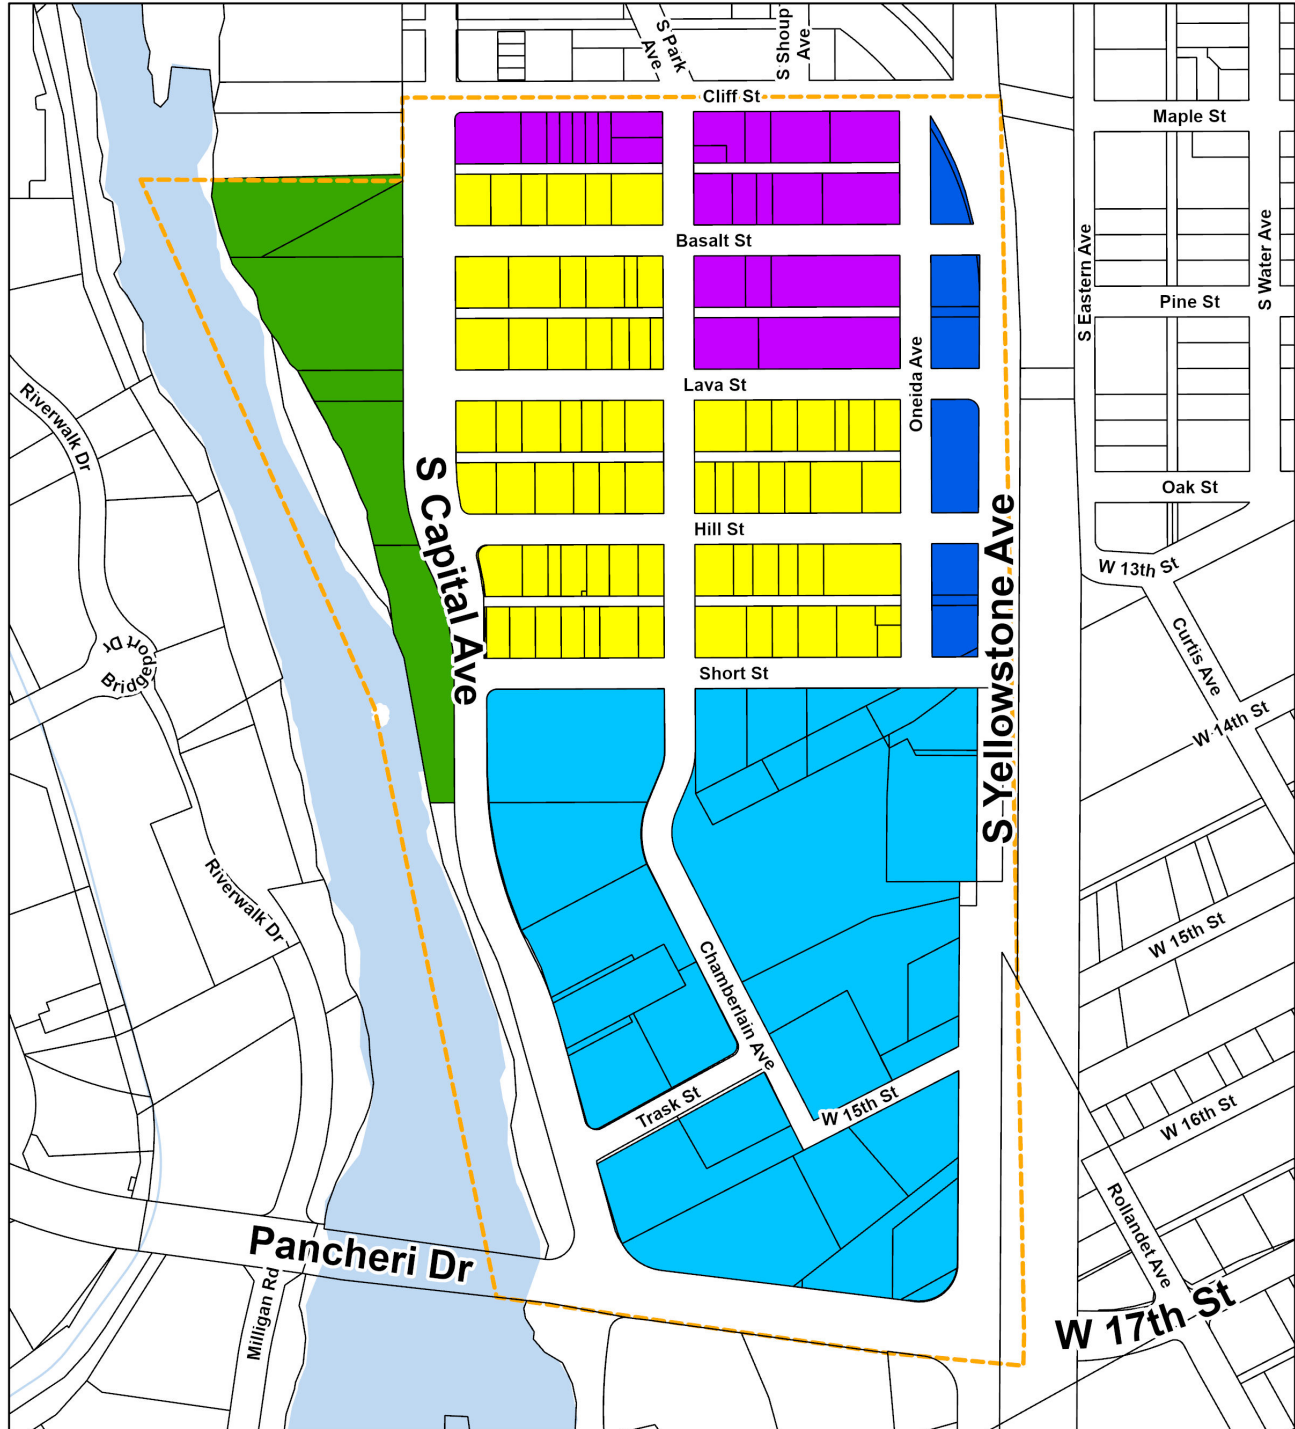 S Park
Ave
S Shoup
Ave
Cliff St
Maple St
Basalt St
S Eastern Ave
S Water Ave
Pine St
Oneida Ave
Lava St
Riverwalk Dr
S Capital Ave
Oak St
Hill St
S Yellowstone Ave
W 13th St
Curtis Ave
Bridgeport Dr
Short St
W 14th St
Riverwalk Dr
Chamberlain Ave
W 15th St
Trask St
W 15th St
W 16th St
Rollandet Ave
Pancheri Dr
Milligan Rd
W 17th St